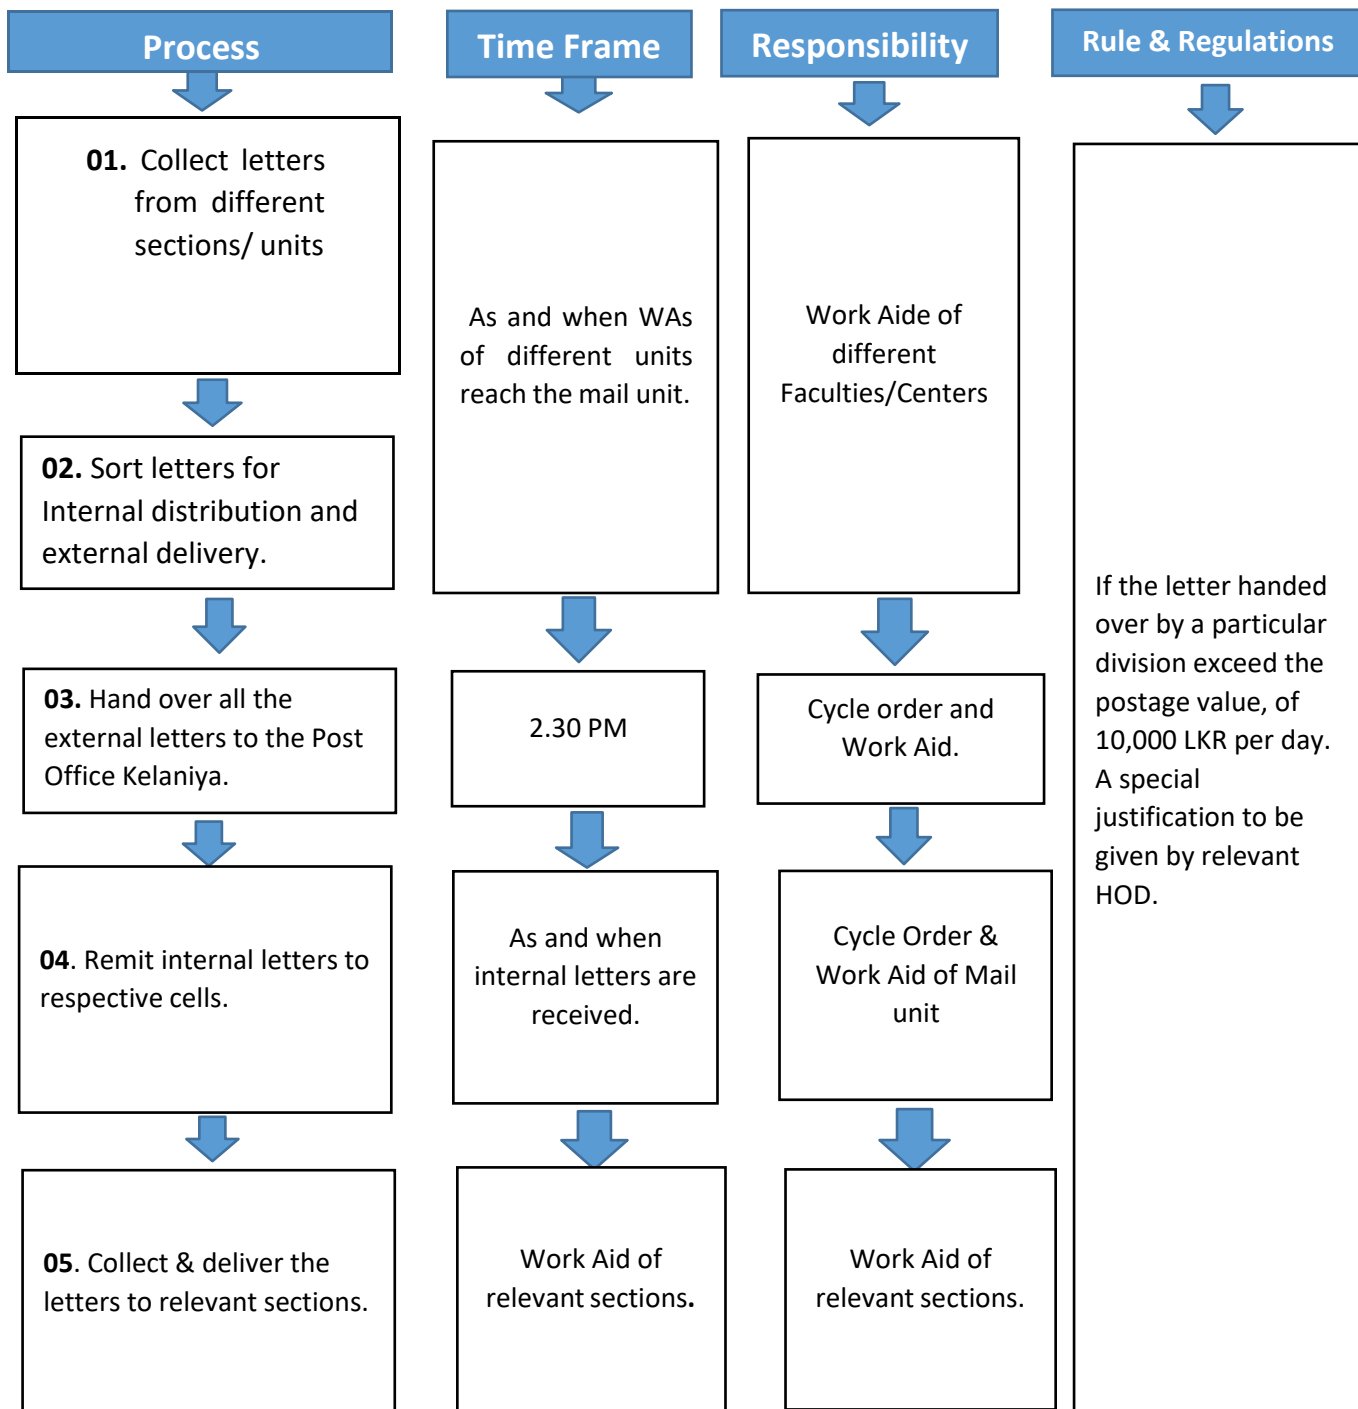 Process
Time Frame
Responsibility
Rule & Regulations
01. Collect letters
from different
sections/ units
As and when WAs
of different units
reach the mail unit.
Work Aide of
different
Faculties/Centers
02. Sort letters for
Internal distribution and
external delivery.
03. Hand over all the
external letters to the Post
Office Kelaniya.
2.30 PM
Cycle order and
Work Aid.
If the letter handed
over by a particular
division exceed the
postage value, of
10,000 LKR per day.
A special
justification to be
given by relevant
HOD.
04. Remit internal letters to
respective cells.
As and when
internal letters are
received.
Cycle Order &
Work Aid of Mail
unit
05. Collect & deliver the
letters to relevant sections.
Work Aid of
relevant sections.
Work Aid of
relevant sections.